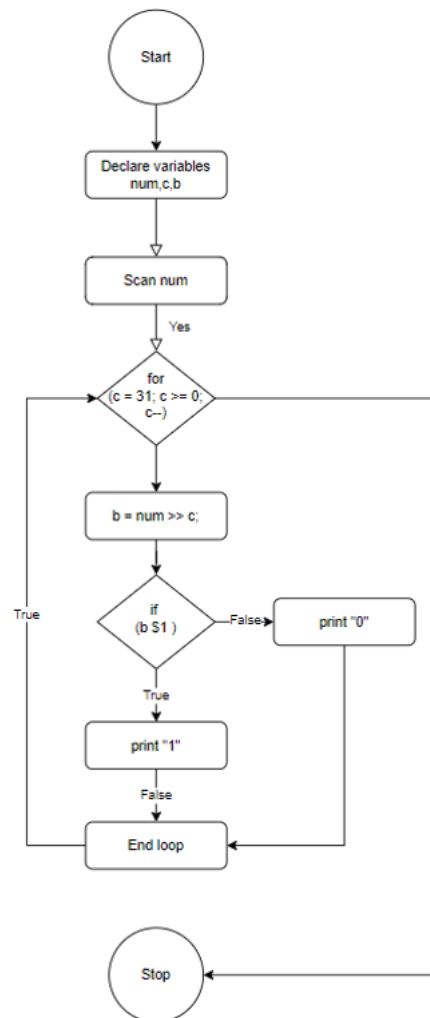 Start
Declare variables
num,c,b
Scan num
Yes
for
(c = 31; c >= 0;
c--)
b = num >> c;
True
if
(b $1 )
False
print "0"
True
print "1"
False
End loop
Stop